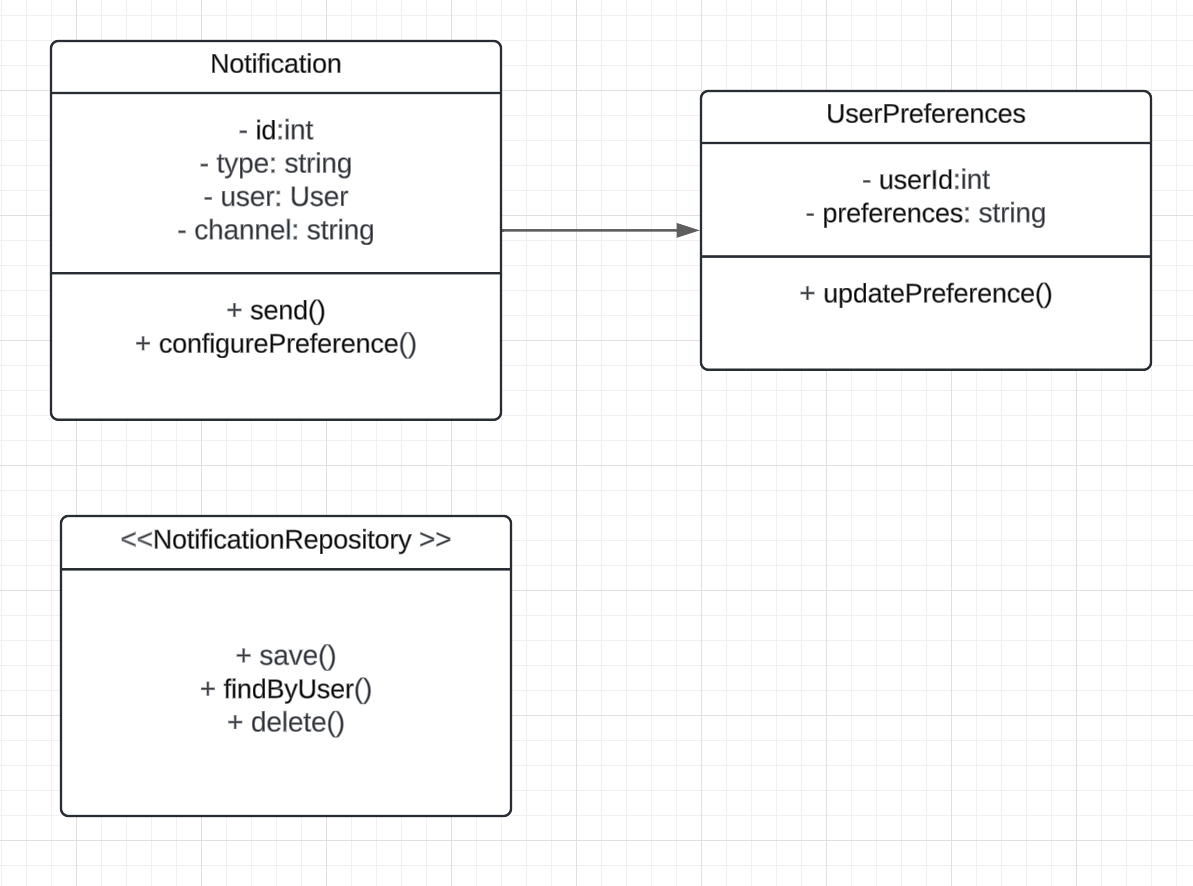 Notification
- id:int
- type: string
- user: User
- channel: string
+ send()
+ configurePreference()
UserPreferences
- userId:int
- preferences: string
+ updatePreference()
<<NotificationRepository >>
+ save()
+ findByUser()
+ delete()